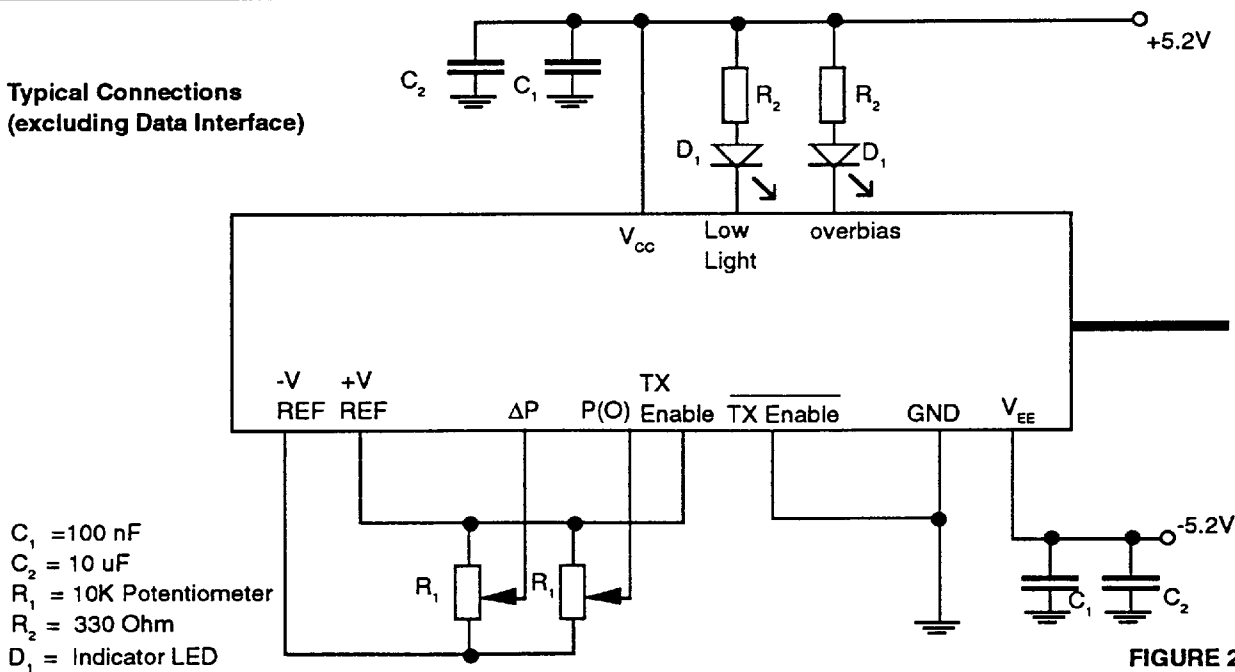 +5.2V
Typical Connections
(excluding Data Interface)
C₂
C₁
R₂
R₂
D₁
D₁
V_CC
Low
Light
overbias
-V
REF
+V
REF
ΔP
P(O)
TX
Enable
TX Enable
GND
V_EE
C₁ =100 nF
C₂ = 10 uF
R₁ = 10K Potentiometer
R₂ = 330 Ohm
D₁ = Indicator LED
R₁
R₁
-5.2V
C₁
C₂
FIGURE 2